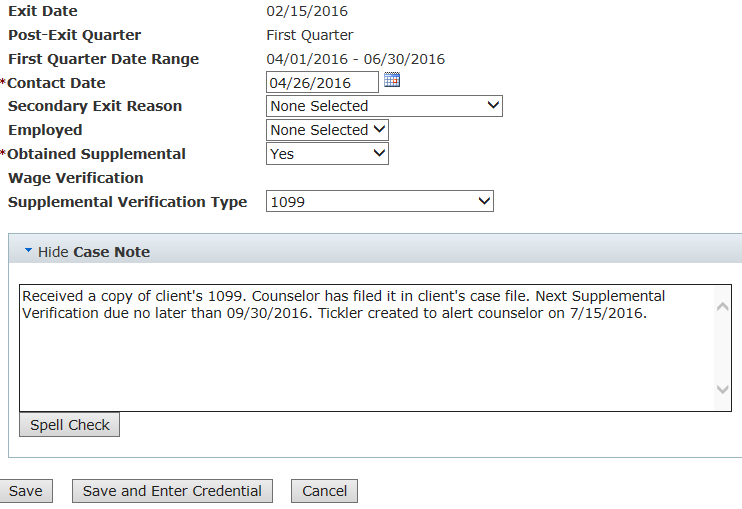 Exit Date 02/15/2016
Post-Exit Quarter First Quarter
First Quarter Date Range 04/01/2016 - 06/30/2016
*Contact Date 04/26/2016
Secondary Exit Reason None Selected
Employed None Selected
*Obtained Supplemental Yes
Wage Verification
Supplemental Verification Type 1099
Hide Case Note
Received a copy of client's 1099. Counselor has filed it in client's case file. Next Supplemental
Verification due no later than 09/30/2016. Tickler created to alert counselor on 7/15/2016.
Spell Check
Save Save and Enter Credential Cancel